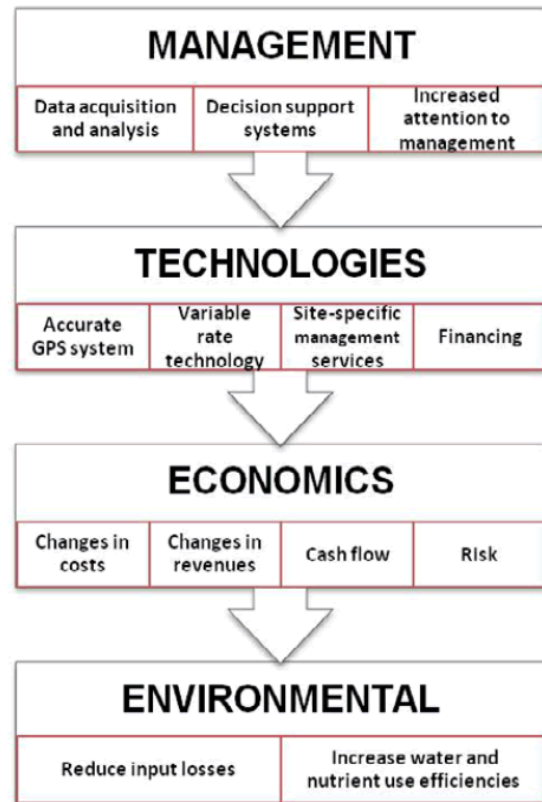 MANAGEMENT
Data acquisition
and analysis
Decision support
systems
Increased
attention to
management
TECHNOLOGIES
Accurate
GPS system
Variable
rate
technology
Site-specific
management
services
Financing
ECONOMICS
Changes in
costs
Changes in
revenues
Cash flow
Risk
ENVIRONMENTAL
Reduce input losses
Increase water and
nutrient use efficiencies